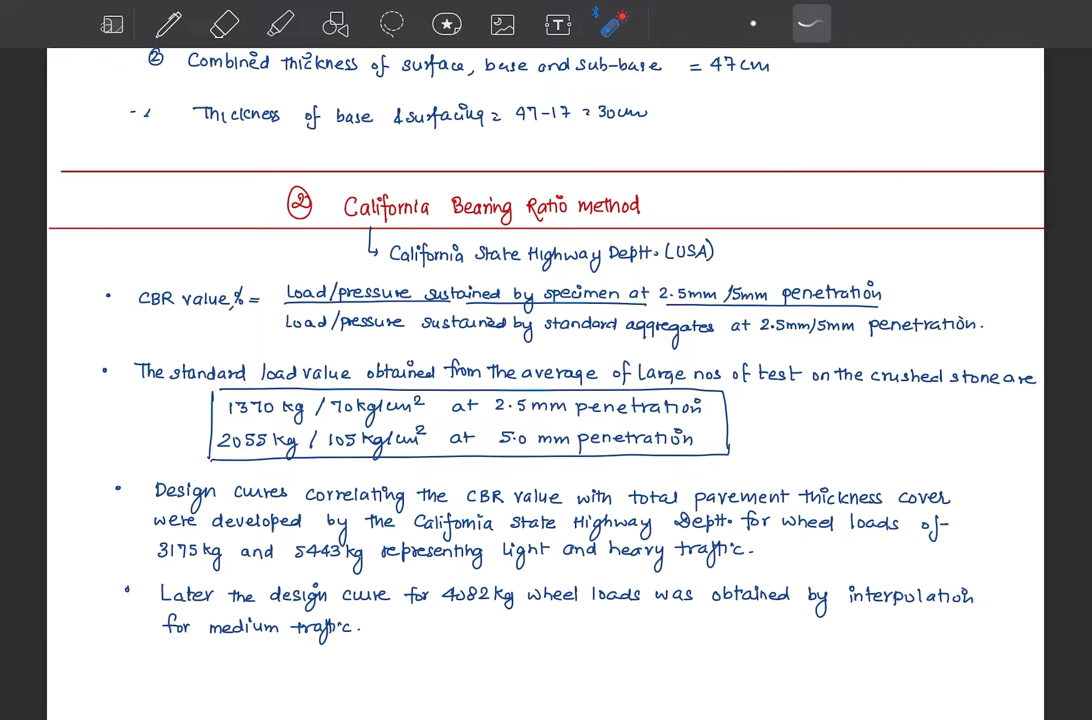 ② Combined thickness of surface, base and sub-base = 47cm
Thickness of base & surfacing = 47-17 = 30cm
② California Bearing Ratio method
↳ California State Highway Deptt. (USA)
• CBR value,% = Load/pressure sustained by specimen at 2.5mm/5mm penetration
Load/pressure sustained by standard aggregates at 2.5mm/5mm penetration.
• The standard load value obtained from the average of large nos of test on the crushed stone are
1370 kg / 70kg/cm² at 2.5mm penetration
2055 kg / 105 kg/cm² at 5.0 mm penetration
• Design cures correlating the CBR value with total pavement thickness cover
were developed by the California State Highway Deptt. for wheel loads of
3175kg and 5443kg representing light and heavy traffic.
• Later the design cure for 4082kg wheel loads was obtained by interpolation
for medium traffic.